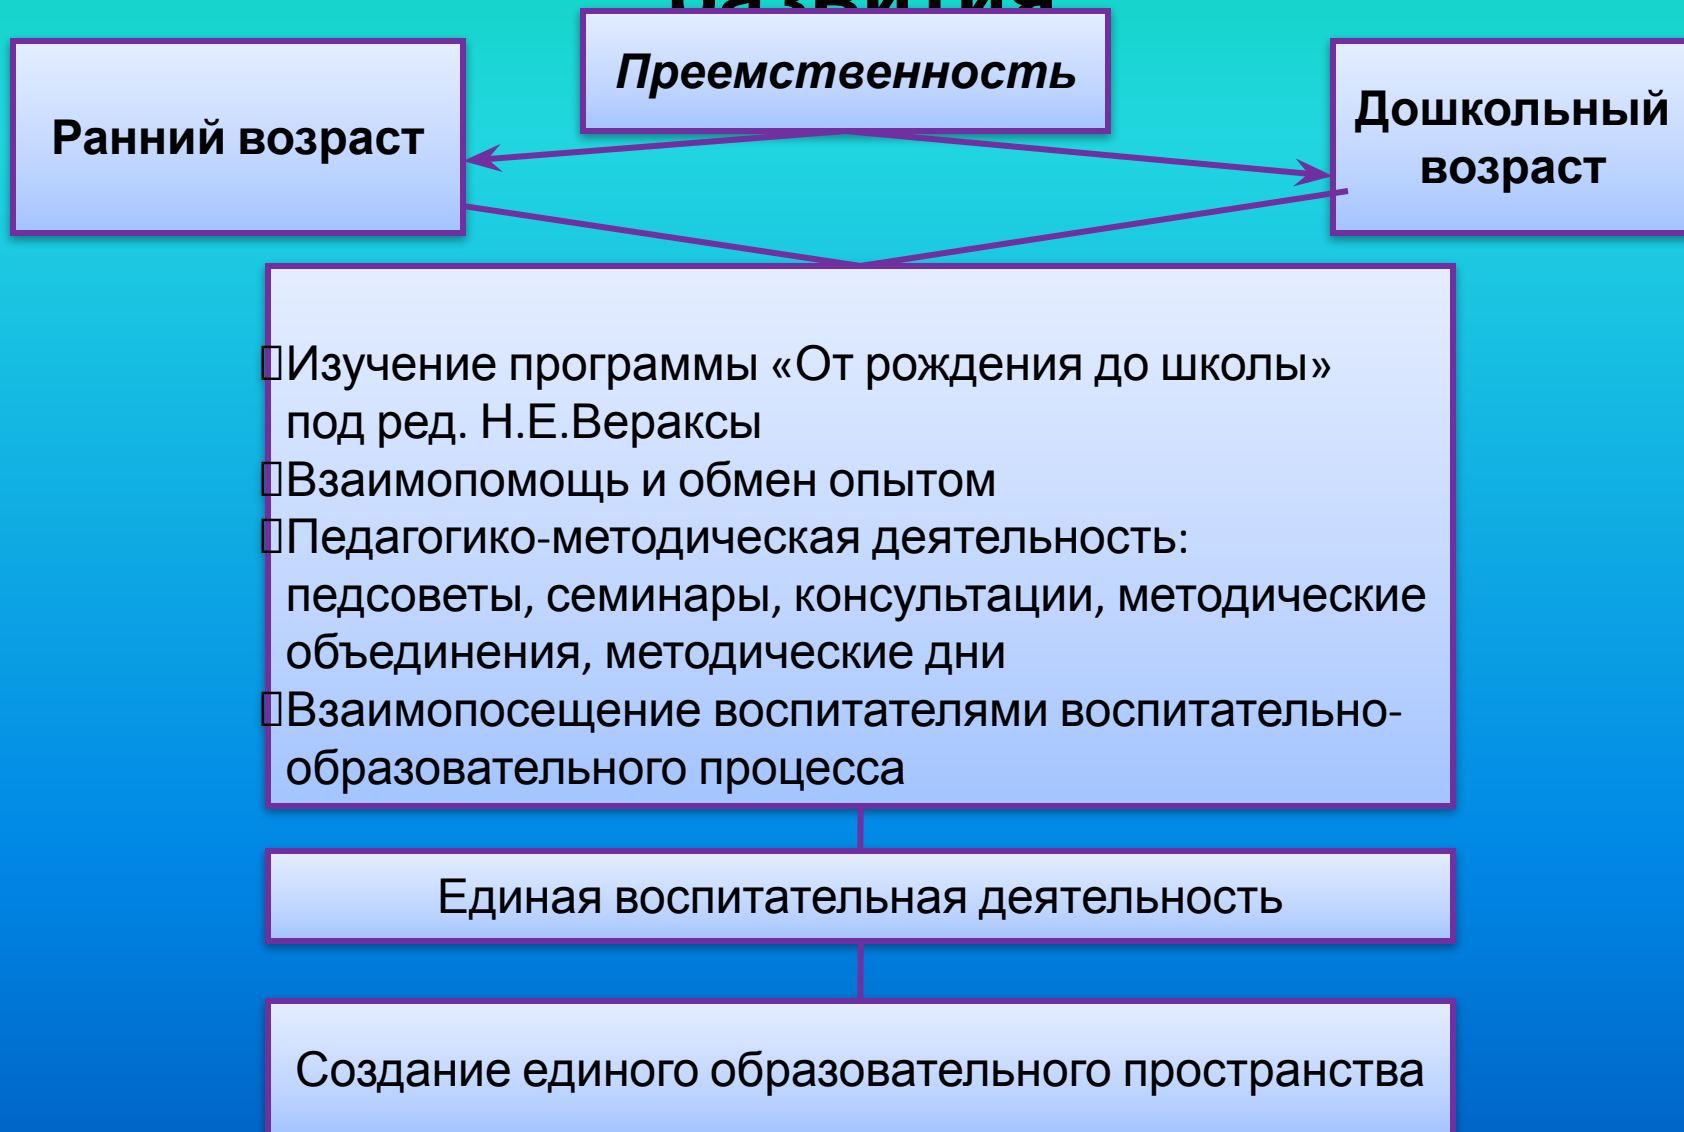 развития
Преемственность
Ранний возраст
Дошкольный
возраст
Изучение программы «От рождения до школы»
под ред. Н.Е.Вераксы
Взаимопомощь и обмен опытом
Педагогико-методическая деятельность:
педсоветы, семинары, консультации, методические
объединения, методические дни
Взаимопосещение воспитателями воспитательно-
образовательного процесса
Единая воспитательная деятельность
Создание единого образовательного пространства